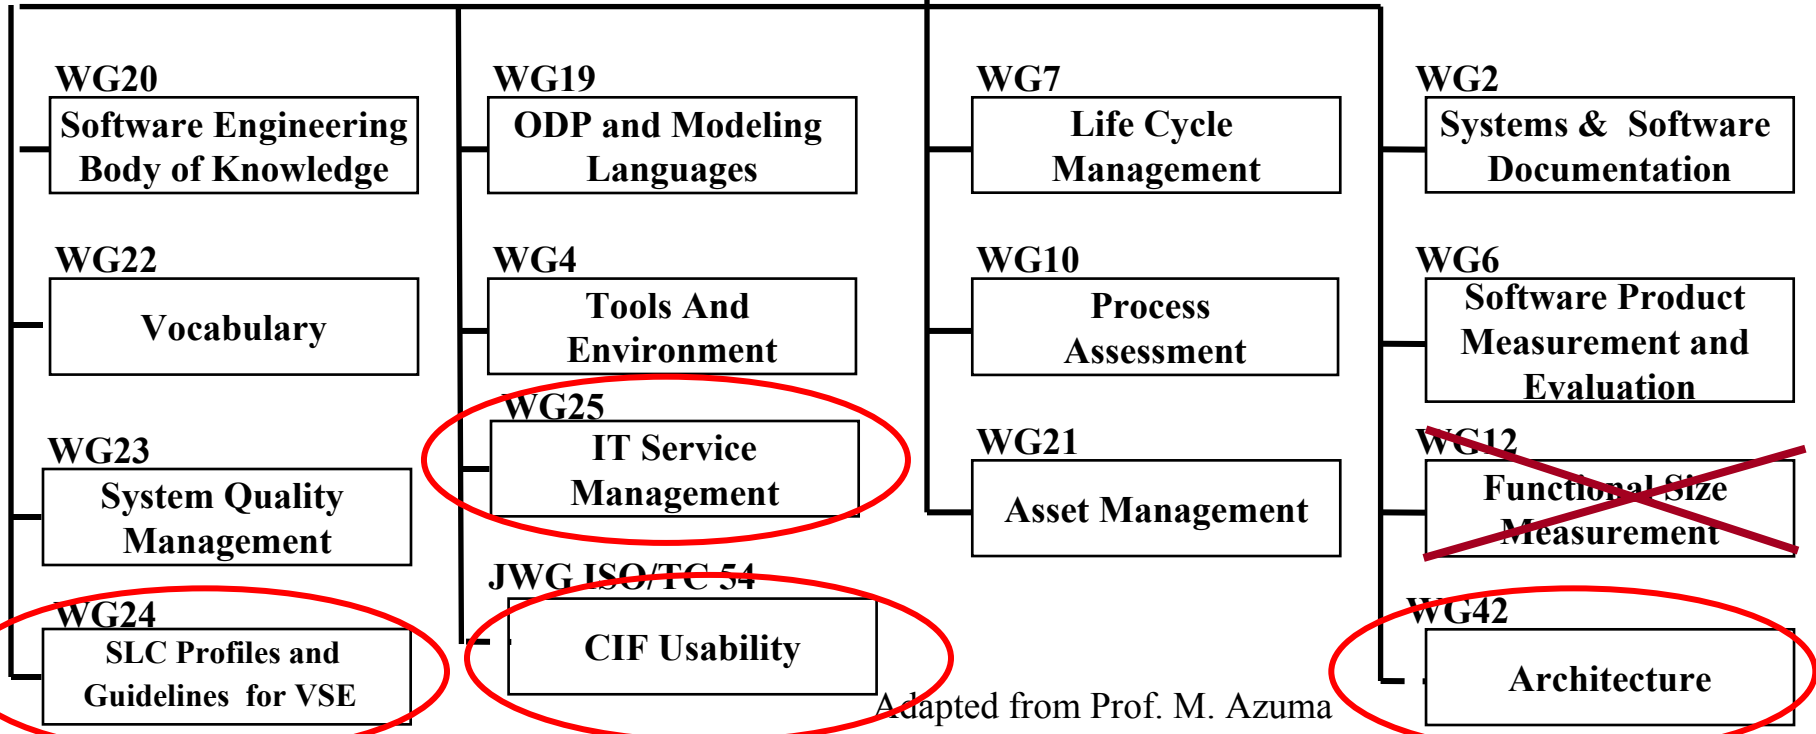 WG20
Software Engineering
Body of Knowledge
WG22
Vocabulary
WG23
System Quality
Management
WG24
SLC Profiles and
Guidelines for VSE
WG19
ODP and Modeling
Languages
WG4
Tools And
Environment
WG25
IT Service
Management
JWG ISO/TC 54
CIF Usability
WG7
Life Cycle
Management
WG10
Process
Assessment
WG21
Asset Management
WG2
Systems & Software
Documentation
WG6
Software Product
Measurement and
Evaluation
WG12
Functional Size
Measurement
WG42
Architecture
Adapted from Prof. M. Azuma